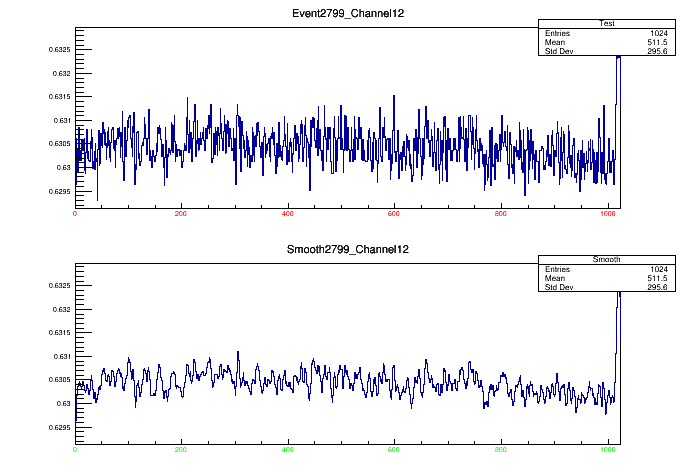 Event2799_Channel12
Test
Entries 1024
Mean 511.5
Std Dev 295.6
0.6325
0.632
0.6315
0.631
0.6305
0.63
0.6295
0 200 400 600 800 1000
Smooth2799_Channel12
Smooth
Entries 1024
Mean 511.5
Std Dev 295.6
0.6325
0.632
0.6315
0.631
0.6305
0.63
0.6295
0 200 400 600 800 1000